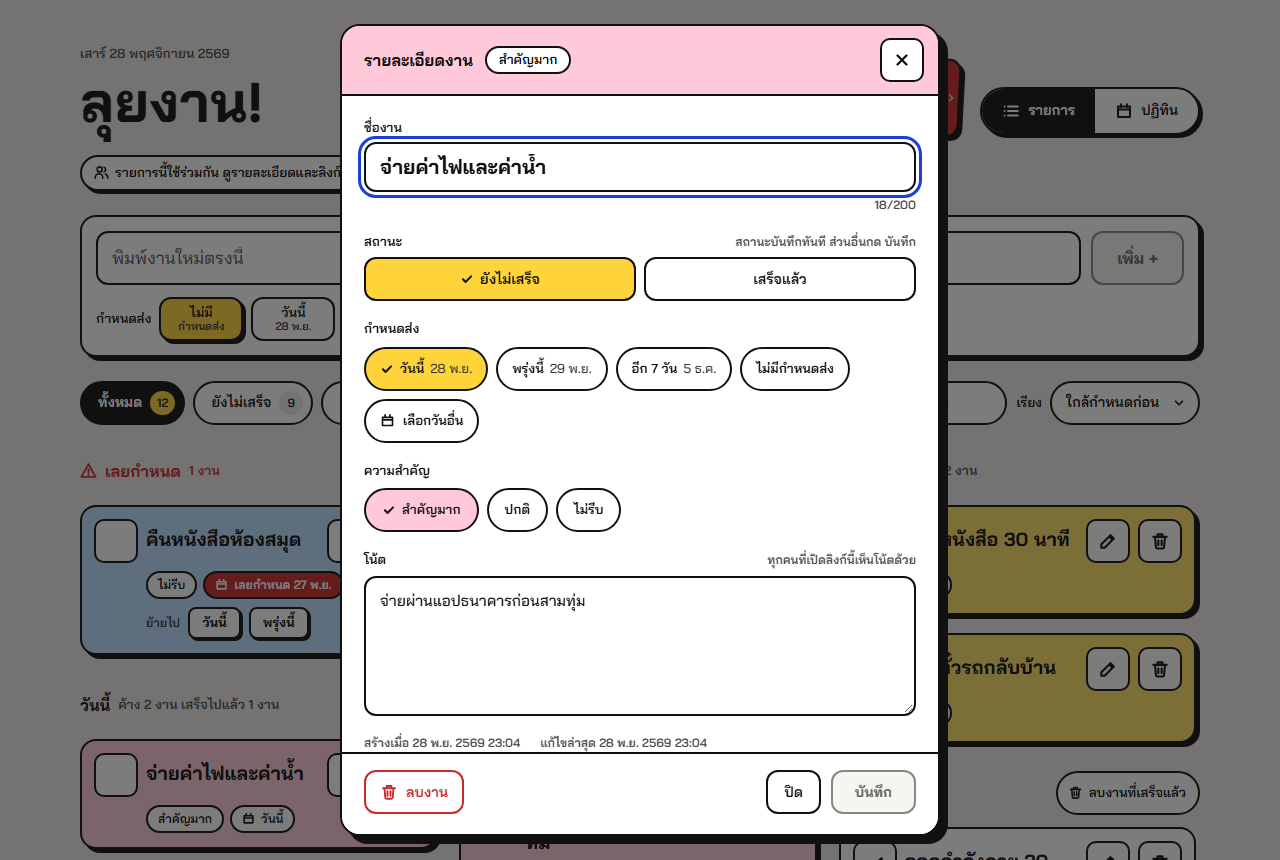 เสาร์ 28 พฤศจิกายน 2569
ลุยงาน!
รายการนี้ใช้ร่วมกัน ดูรายละเอียดและลิงก์
รายการ
ปฏิทิน
พิมพ์งานใหม่ตรงนี้
เพิ่ม +
กำหนดส่ง
ไม่มี
กำหนดส่ง
วันนี้
28 พ.ย.
ทั้งหมด 12
ยังไม่เสร็จ 9
เรียง
ใกล้กำหนดก่อน
เลยกำหนด 1 งาน
2 งาน
คืนหนังสือห้องสมุด
ไม่รีบ
เลยกำหนด 27 พ.ย.
ย้ายไป
วันนี้
พรุ่งนี้
วันนี้ ค้าง 2 งาน เสร็จไปแล้ว 1 งาน
จ่ายค่าไฟและค่าน้ำ
สำคัญมาก
วันนี้
หนังสือ 30 นาที
ตั๋วรถกลับบ้าน
ลบงานที่เสร็จแล้ว
รายละเอียดงาน
สำคัญมาก
ชื่องาน
จ่ายค่าไฟและค่าน้ำ
18/200
สถานะ
สถานะบันทึกทันที ส่วนอื่นกด บันทึก
ยังไม่เสร็จ
เสร็จแล้ว
กำหนดส่ง
วันนี้ 28 พ.ย.
พรุ่งนี้ 29 พ.ย.
อีก 7 วัน 5 ธ.ค.
ไม่มีกำหนดส่ง
เลือกวันอื่น
ความสำคัญ
สำคัญมาก
ปกติ
ไม่รีบ
โน้ต
ทุกคนที่เปิดลิงก์นี้เห็นโน้ตด้วย
จ่ายผ่านแอปธนาคารก่อนสามทุ่ม
สร้างเมื่อ 28 พ.ย. 2569 23:04
แก้ไขล่าสุด 28 พ.ย. 2569 23:04
ลบงาน
ปิด
บันทึก